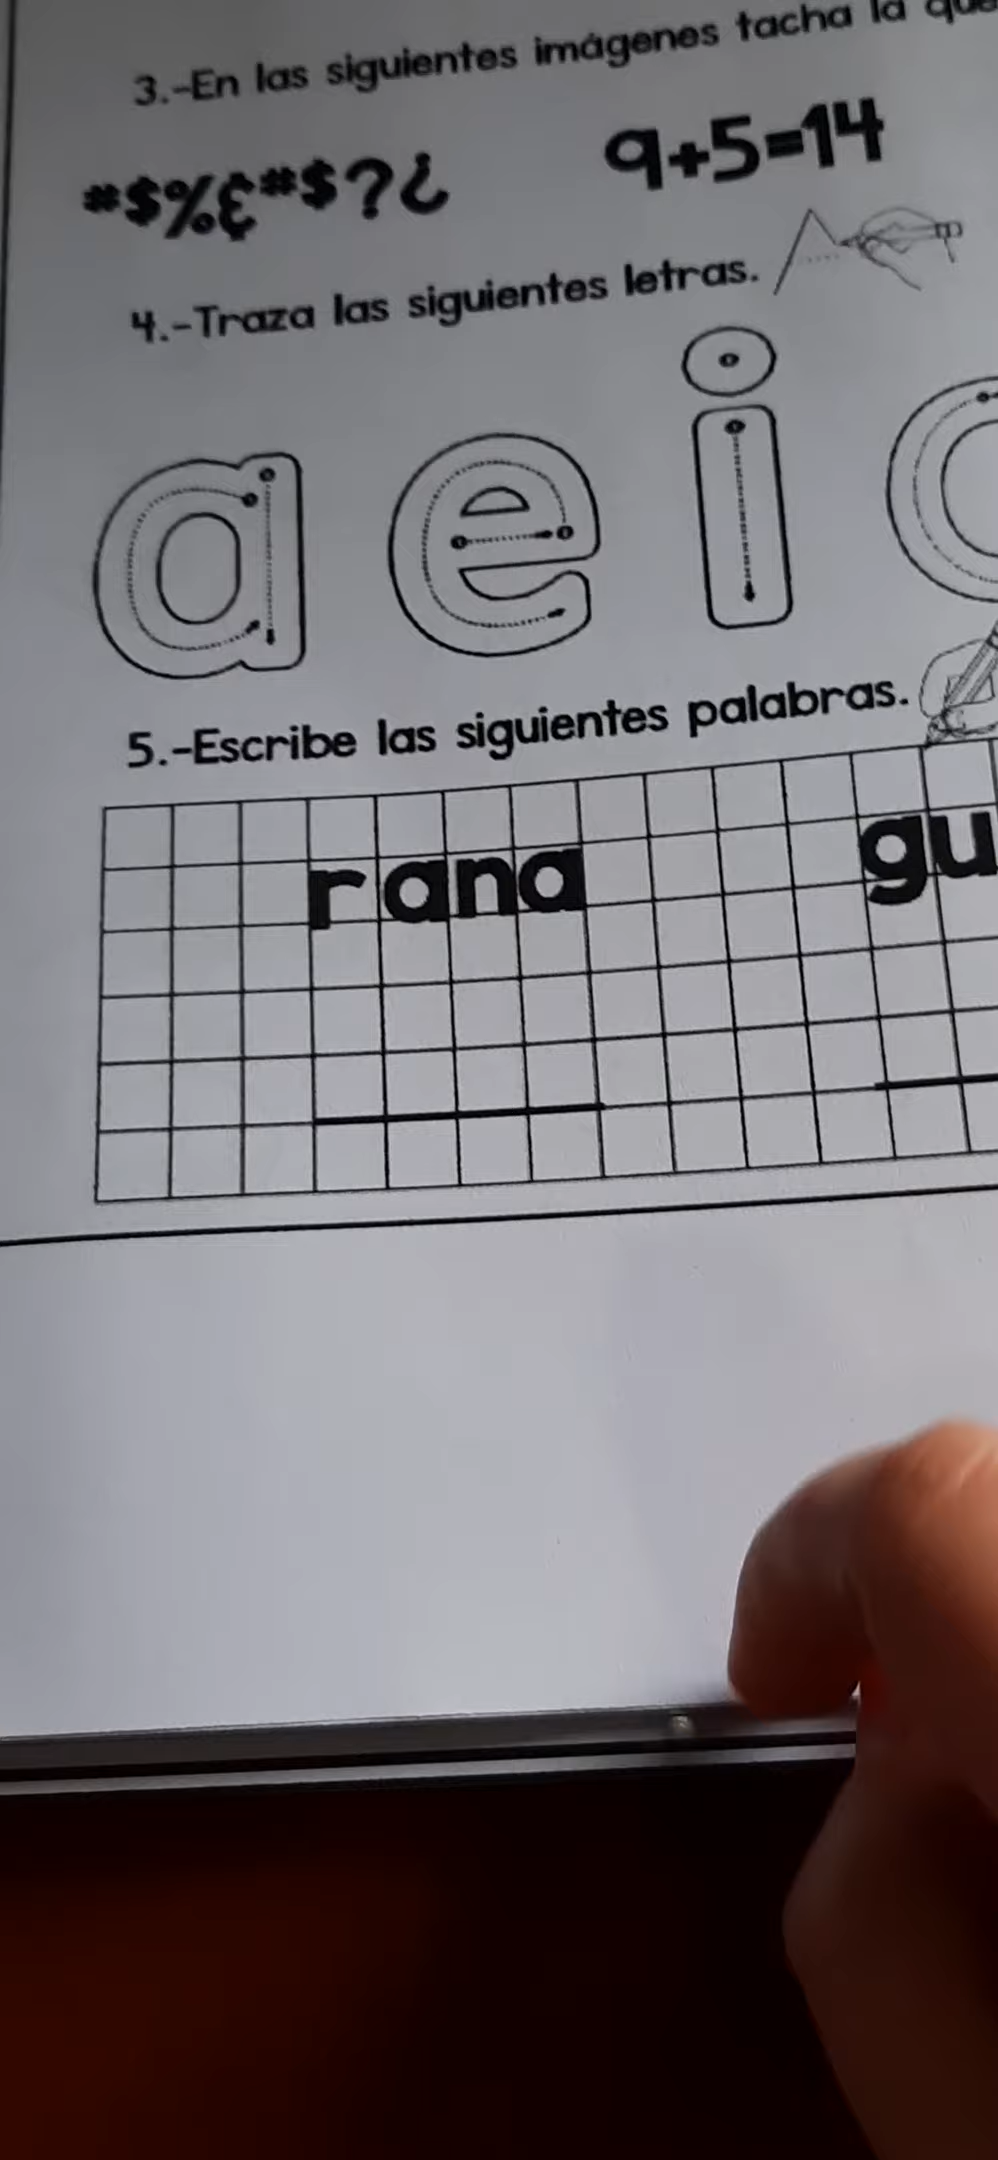 3.-En las siguientes imágenes tacha la que
*$%&*$?¿ 9+5=14
4.-Traza las siguientes letras.
a e i
5.-Escribe las siguientes palabras.
rana gu